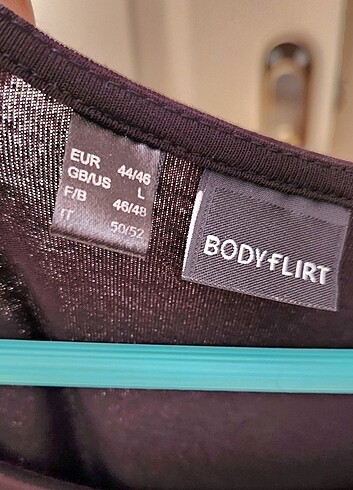 EUR 44/46
GB/US L
F/B 46/48
IT 50/52
BODYFLIRT